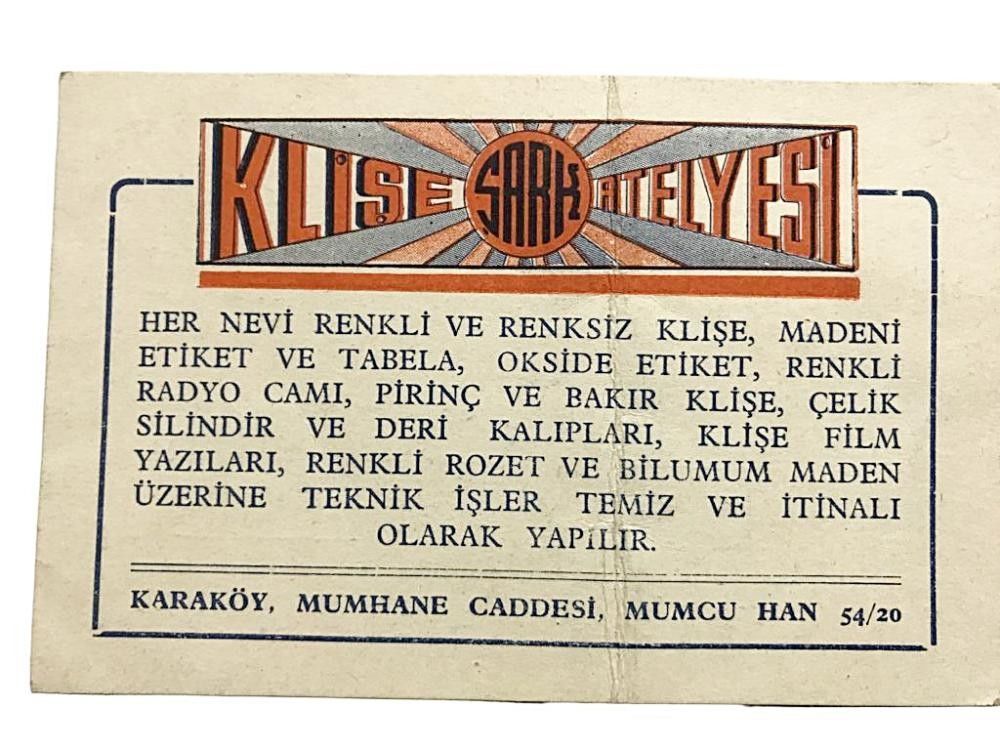 KLİŞE ŞARK ATELYESİ
HER NEVİ RENKLİ VE RENKSİZ KLİŞE, MADENİ
ETİKET VE TABELA, OKSİDE ETİKET, RENKLİ
RADYO CAMI, PİRİNÇ VE BAKIR KLİŞE, ÇELİK
SİLİNDİR VE DERİ KALIPLARI, KLİŞE FİLM
YAZILARI, RENKLİ ROZET VE BİLUMUM MADEN
ÜZERİNE TEKNİK İŞLER TEMİZ VE İTİNALI
OLARAK YAPILIR.
KARAKÖY, MUMHANE CADDESİ, MUMCU HAN 54/20